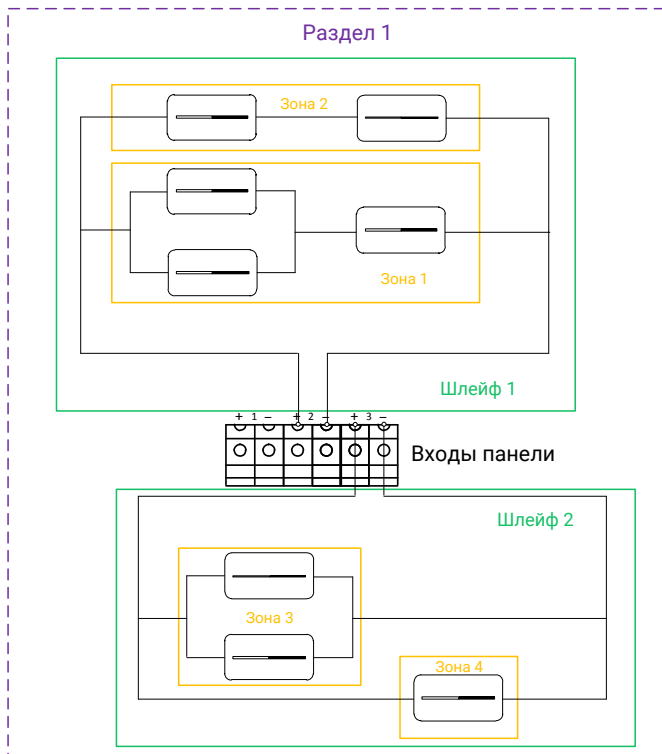 Раздел 1
Зона 2
Зона 1
Шлейф 1
+ 1 − + 2 − + 3 −
Входы панели
Шлейф 2
Зона 3
Зона 4